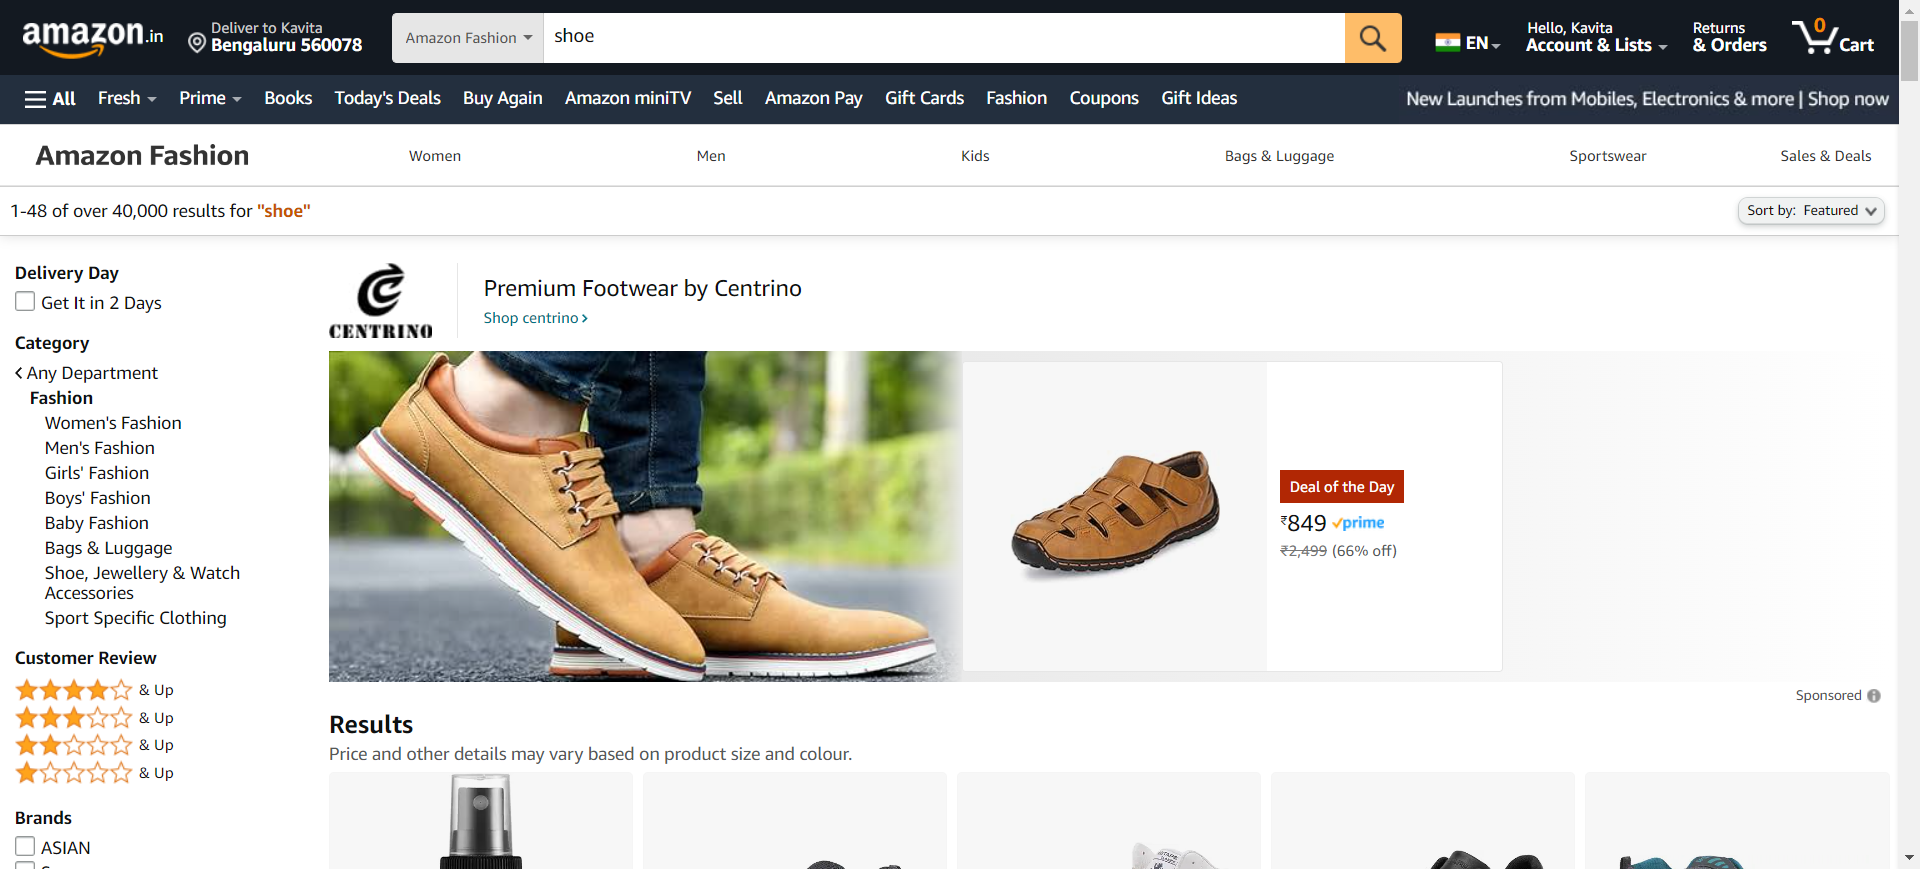 amazon.in
Deliver to Kavita
Bengaluru 560078
Amazon Fashion
shoe
EN
Hello, Kavita
Account & Lists
Returns
& Orders
0
Cart
All
Fresh
Prime
Books
Today's Deals
Buy Again
Amazon miniTV
Sell
Amazon Pay
Gift Cards
Fashion
Coupons
Gift Ideas
New Launches from Mobiles, Electronics & more | Shop now
Amazon Fashion
Women
Men
Kids
Bags & Luggage
Sportswear
Sales & Deals
1-48 of over 40,000 results for "shoe"
Sort by: Featured
Delivery Day
Get It in 2 Days
Category
Any Department
Fashion
Women's Fashion
Men's Fashion
Girls' Fashion
Boys' Fashion
Baby Fashion
Bags & Luggage
Shoe, Jewellery & Watch
Accessories
Sport Specific Clothing
Customer Review
& Up
& Up
& Up
& Up
Brands
ASIAN
CENTRINO
Premium Footwear by Centrino
Shop centrino ›
Deal of the Day
₹849 prime
₹2,499 (66% off)
Sponsored
Results
Price and other details may vary based on product size and colour.